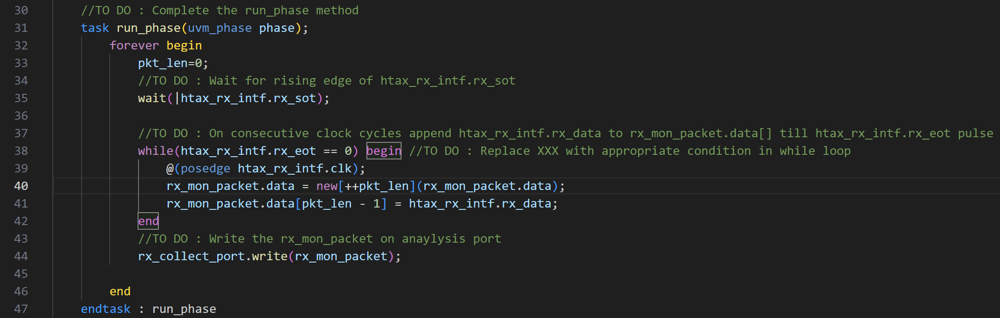 30 //TO DO : Complete the run_phase method
31 task run_phase(uvm_phase phase);
32 forever begin
33 pkt_len=0;
34 //TO DO : Wait for rising edge of htax_rx_intf.rx_sot
35 wait(|htax_rx_intf.rx_sot);
36
37 //TO DO : On consecutive clock cycles append htax_rx_intf.rx_data to rx_mon_packet.data[] till htax_rx_intf.rx_eot pulse
38 while(htax_rx_intf.rx_eot == 0) begin //TO DO : Replace XXX with appropriate condition in while loop
39 @(posedge htax_rx_intf.clk);
40 rx_mon_packet.data = new[++pkt_len](rx_mon_packet.data);
41 rx_mon_packet.data[pkt_len - 1] = htax_rx_intf.rx_data;
42 end
43 //TO DO : Write the rx_mon_packet on anaylysis port
44 rx_collect_port.write(rx_mon_packet);
45
46 end
47 endtask : run_phase